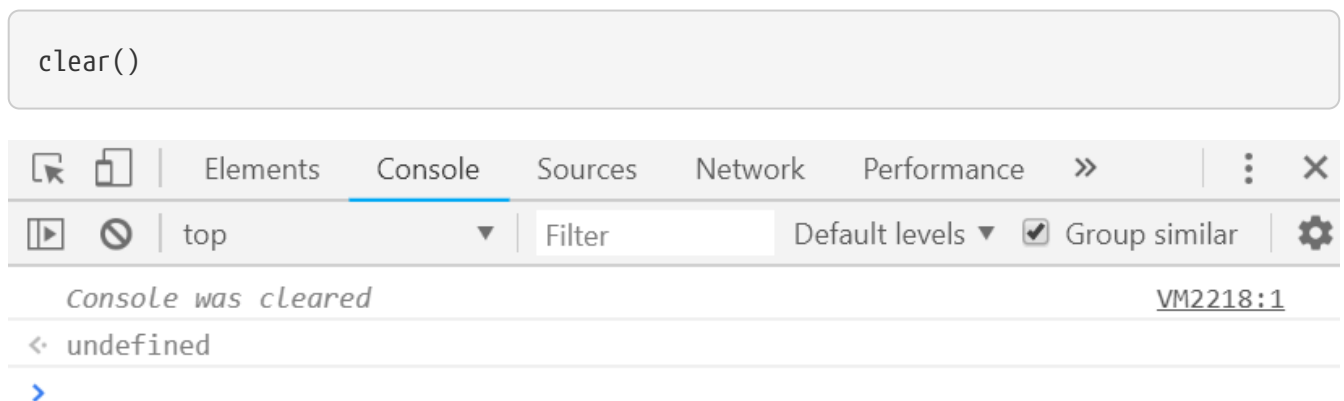 clear()
Elements Console Sources Network Performance »
top ▼ Filter Default levels ▼ Group similar
Console was cleared VM2218:1
undefined